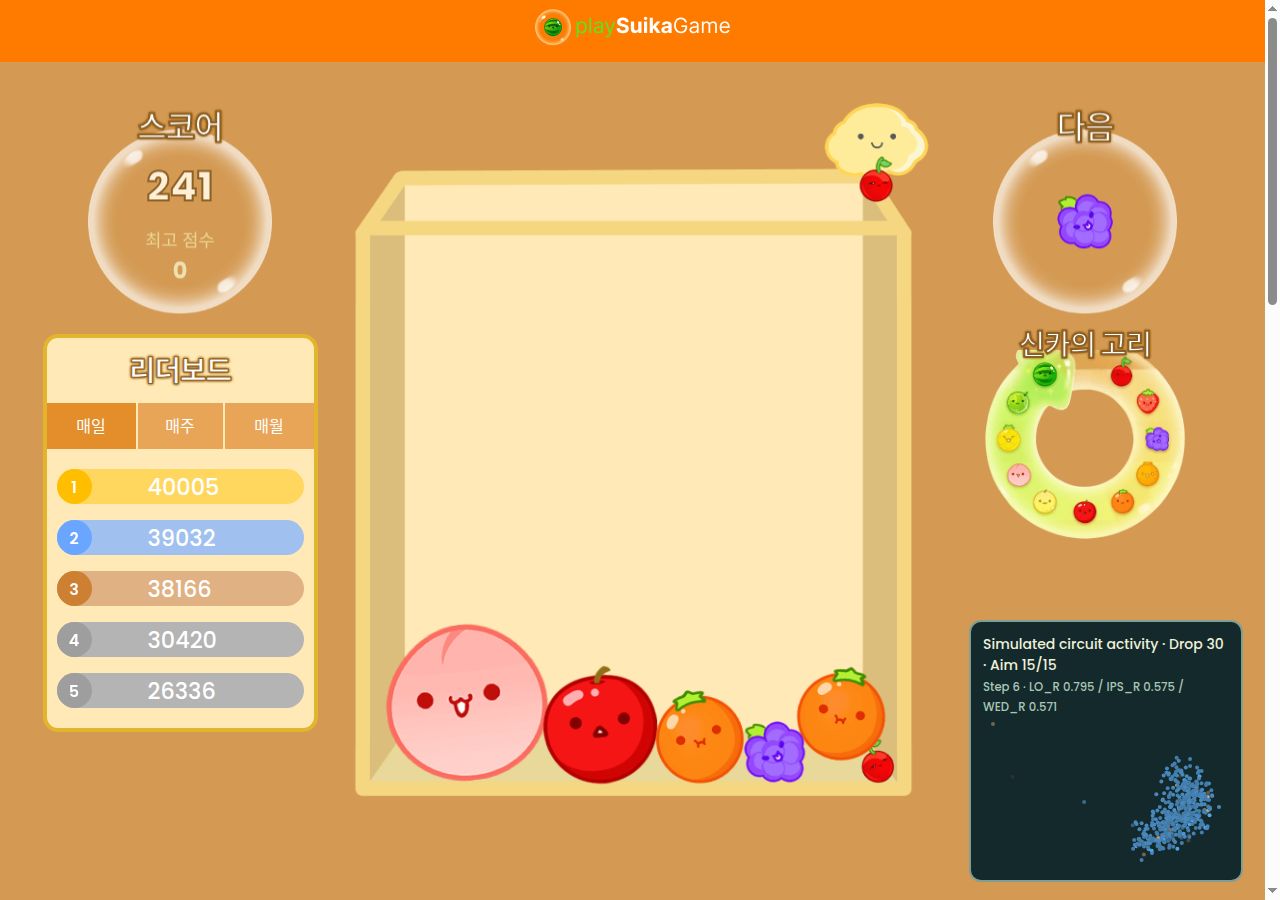 playSuikaGame
스코어
241
최고 점수
0
다음
리더보드
매일 매주 매월
1 40005
2 39032
3 38166
4 30420
5 26336
신카의 고리
Simulated circuit activity · Drop 30
· Aim 15/15
Step 6 · LO_R 0.795 / IPS_R 0.575 /
WED_R 0.571